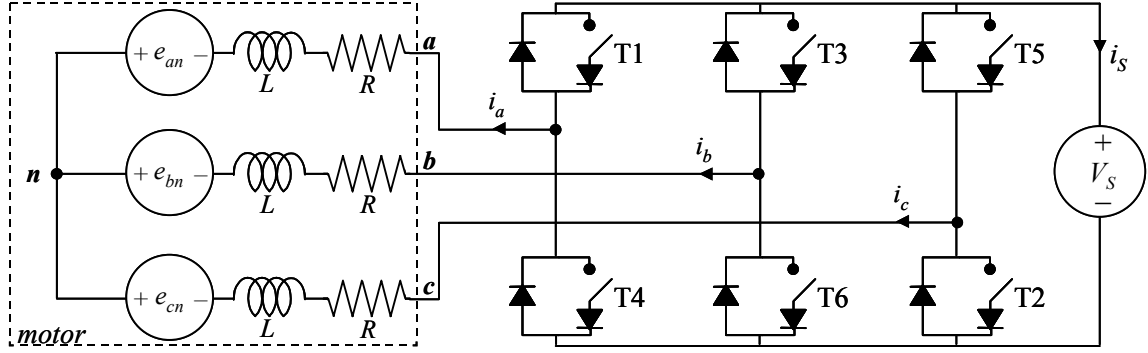 + e_an − L R a
T1 T3 T5
i_S
i_a
n + e_bn − L R b
i_b
+ V_S −
i_c
+ e_cn − L R c
T4 T6 T2
motor